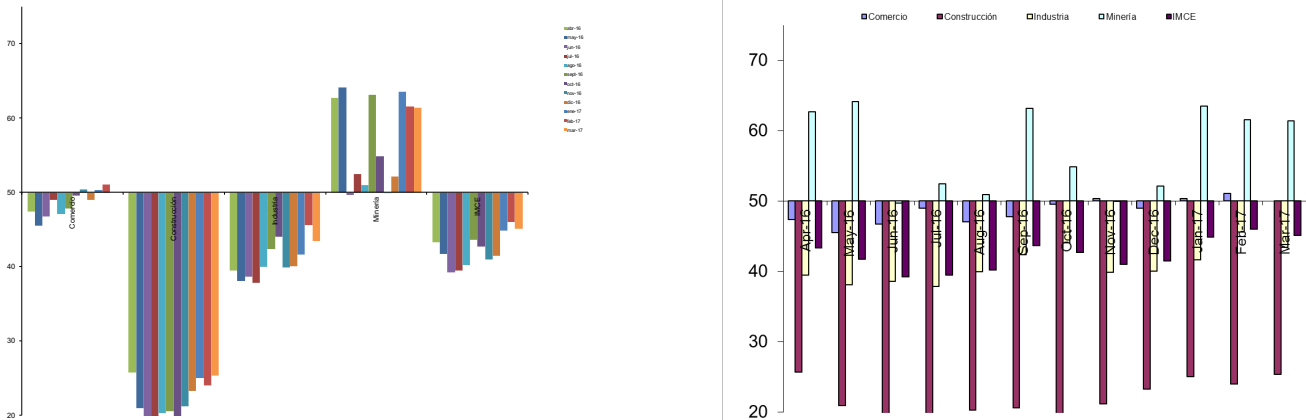 70
60
50
40
30
20
Comercio
Construcción
Industria
Minería
IMCE
abr-16
may-16
jun-16
jul-16
ago-16
sept-16
oct-16
nov-16
dic-16
ene-17
feb-17
mar-17
Comercio Construcción Industria Minería IMCE
70
60
50
40
30
20
Apr-16
May-16
Jun-16
Jul-16
Aug-16
Sep-16
Oct-16
Nov-16
Dec-16
Jan-17
Feb-17
Mar-17